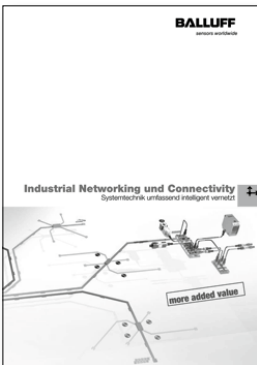 BALLUFF
sensors worldwide
Industrial Networking und Connectivity
Systemtechnik umfassend intelligent vernetzt
more added value